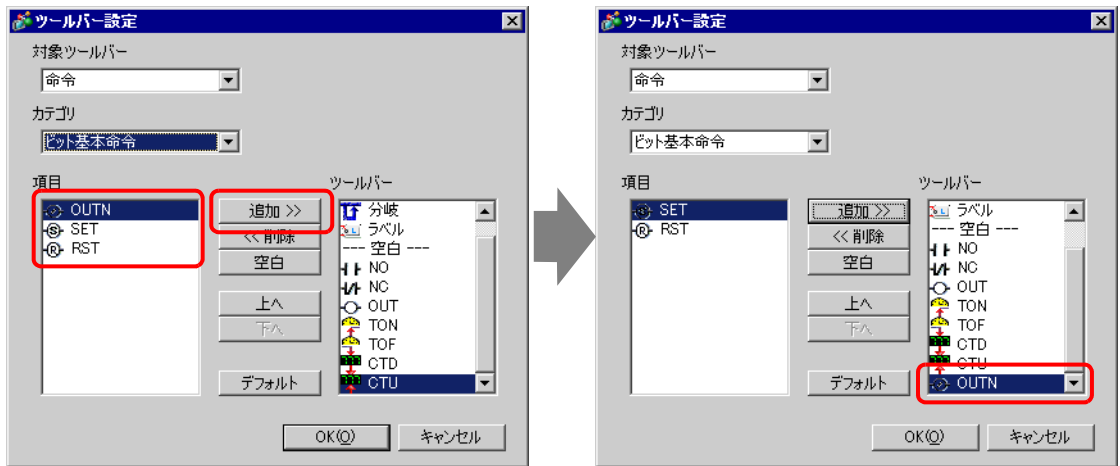 ツールバー設定
対象ツールバー
命令
カテゴリ
ビット基本命令
項目
OUTN
SET
RST
追加 >>
<< 削除
空白
上へ
下へ
デフォルト
ツールバー
分岐
ラベル
--- 空白 ---
NO
NC
OUT
TON
TOF
CTD
CTU
OK(O)
キャンセル
ツールバー設定
対象ツールバー
命令
カテゴリ
ビット基本命令
項目
SET
RST
追加 >>
<< 削除
空白
上へ
下へ
デフォルト
ツールバー
ラベル
--- 空白 ---
NO
NC
OUT
TON
TOF
CTD
CTU
OUTN
OK(O)
キャンセル